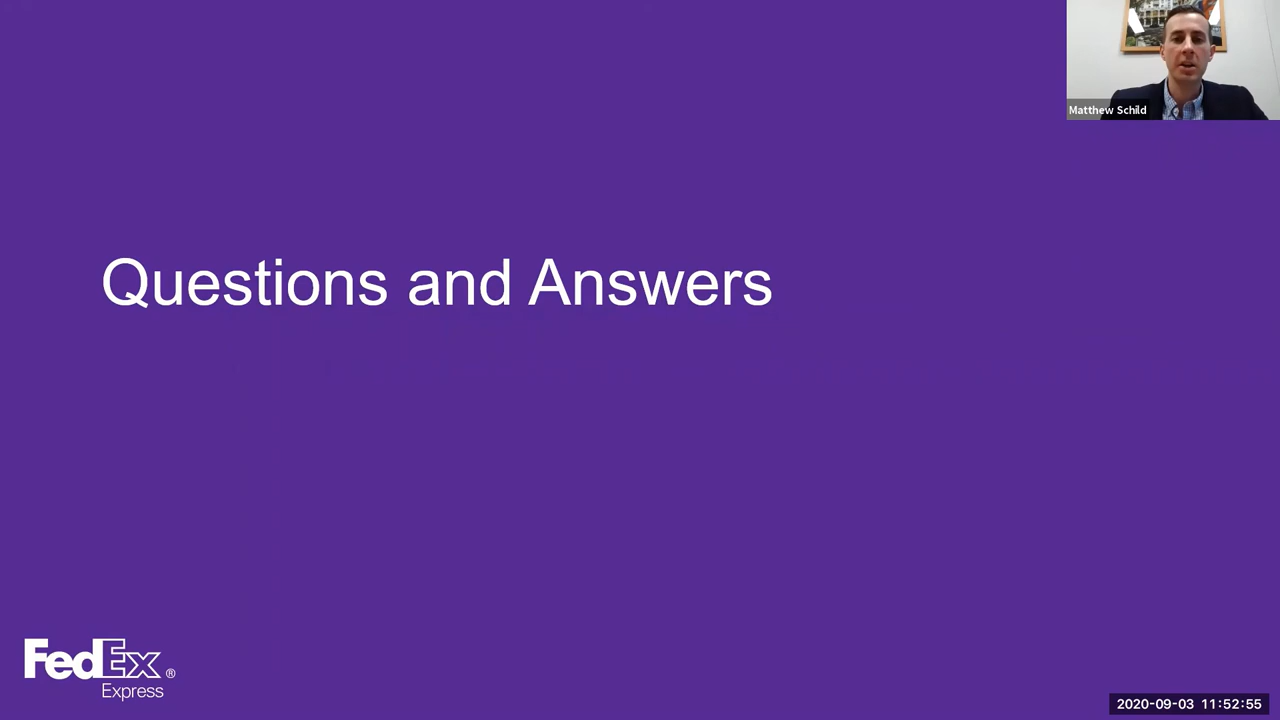 Matthew Schild
Questions and Answers
FedEx®
Express
2020-09-03 11:52:55